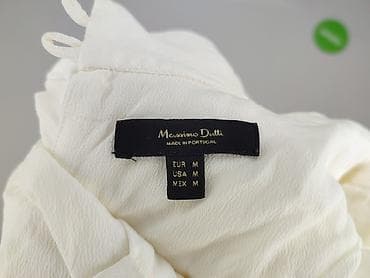 Massimo Dutti
MADE IN PORTUGAL
EUR M
USA M
MEX M